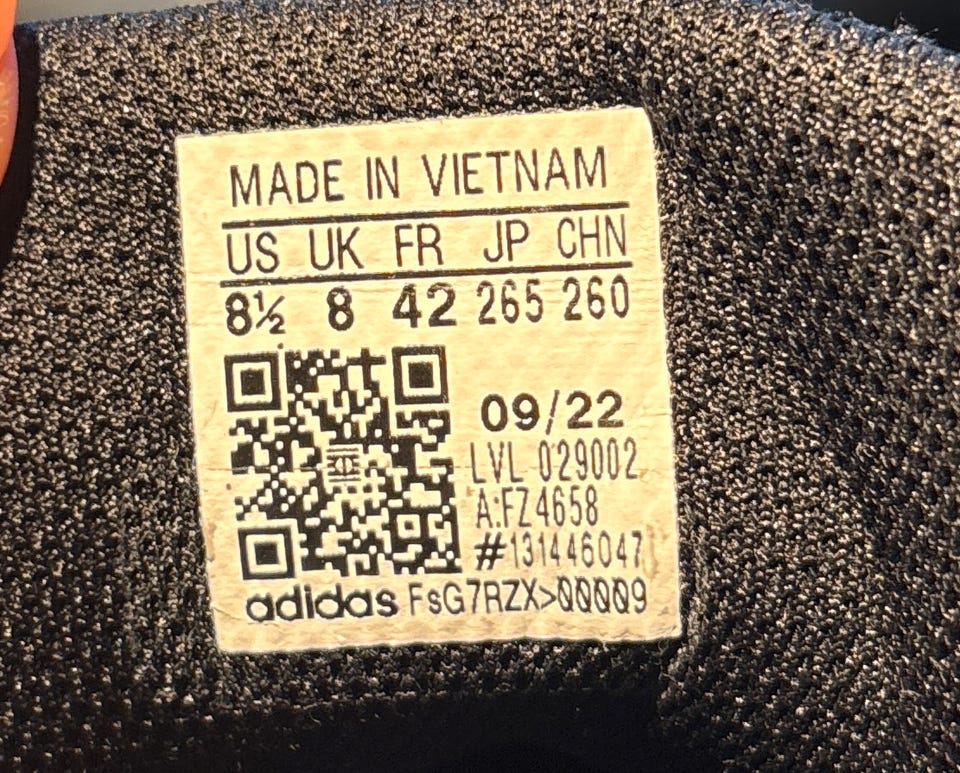 MADE IN VIETNAM
US UK FR JP CHN
8½ 8 42 265 260
09/22
LVL 029002
A:FZ4658
#131446047
adidas FsG7RZX>00009